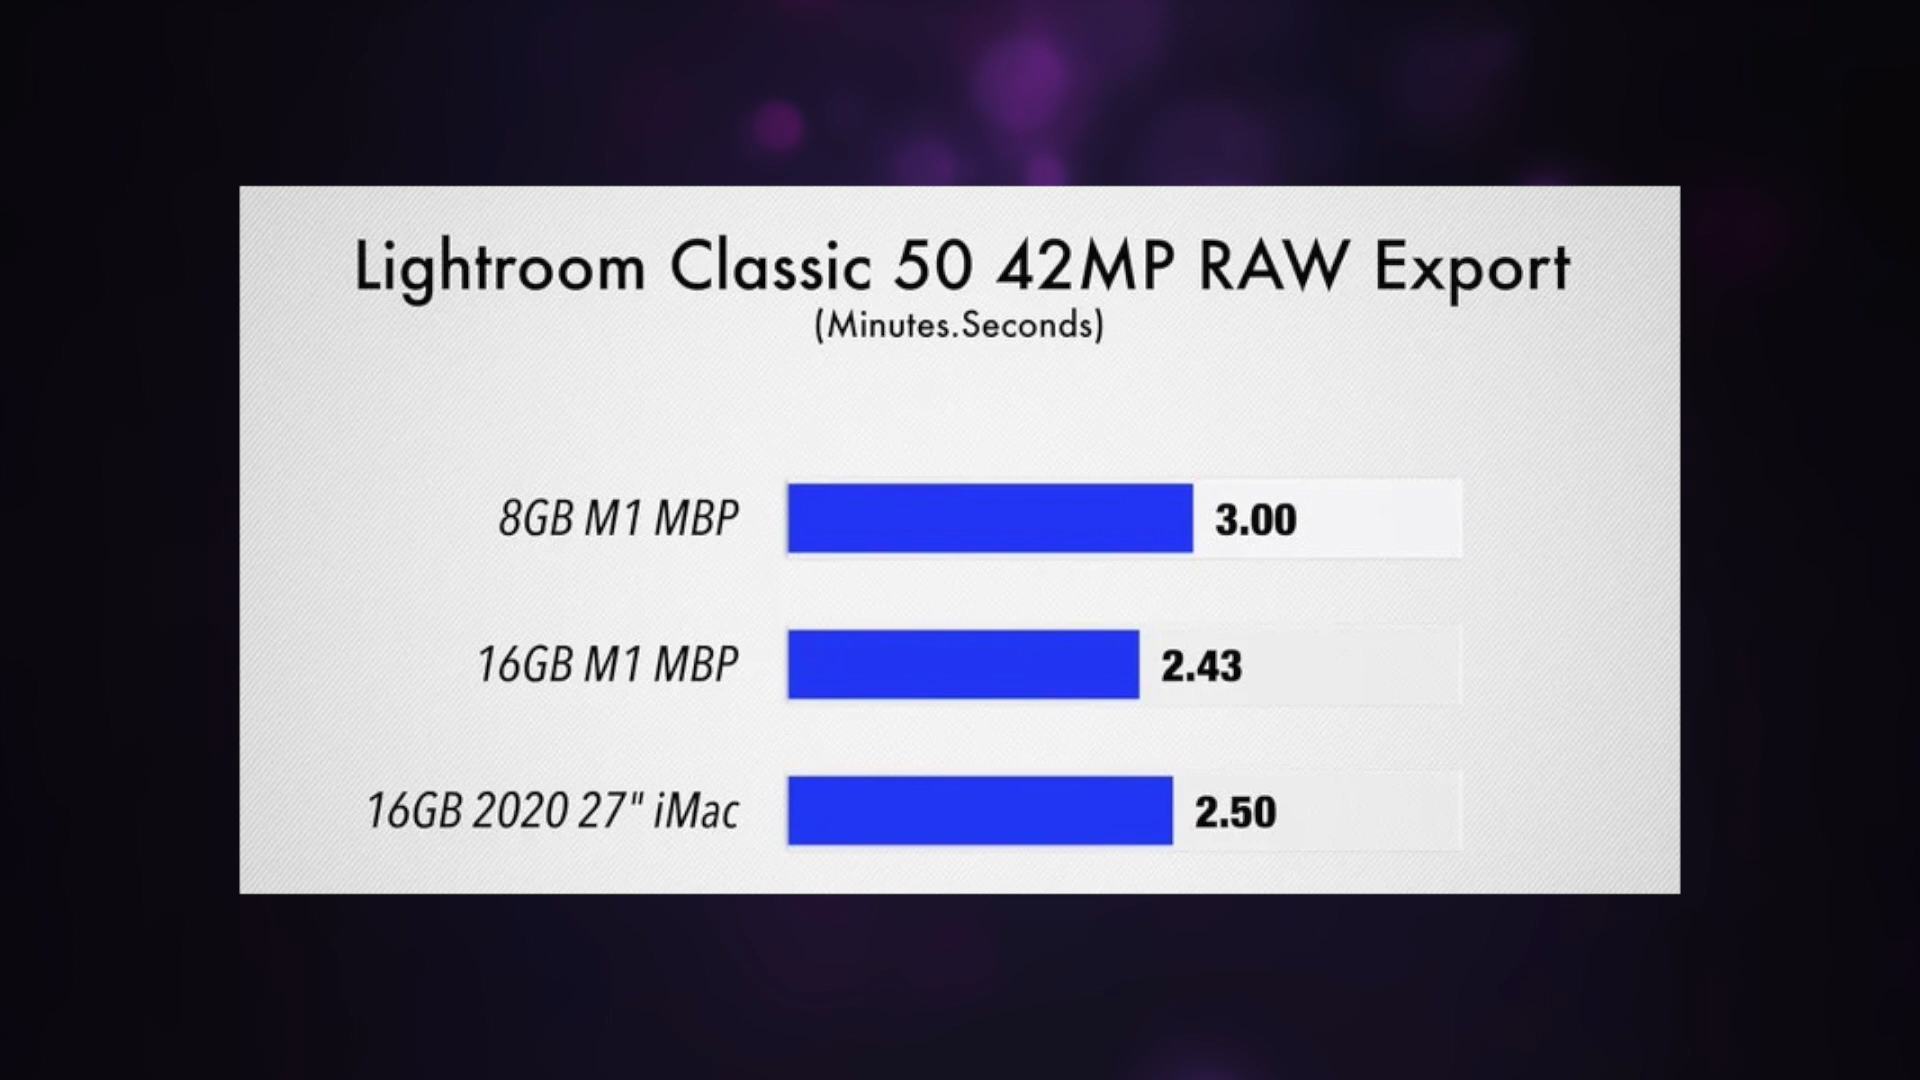 Lightroom Classic 50 42MP RAW Export
(Minutes.Seconds)
8GB M1 MBP 3.00
16GB M1 MBP 2.43
16GB 2020 27" iMac 2.50